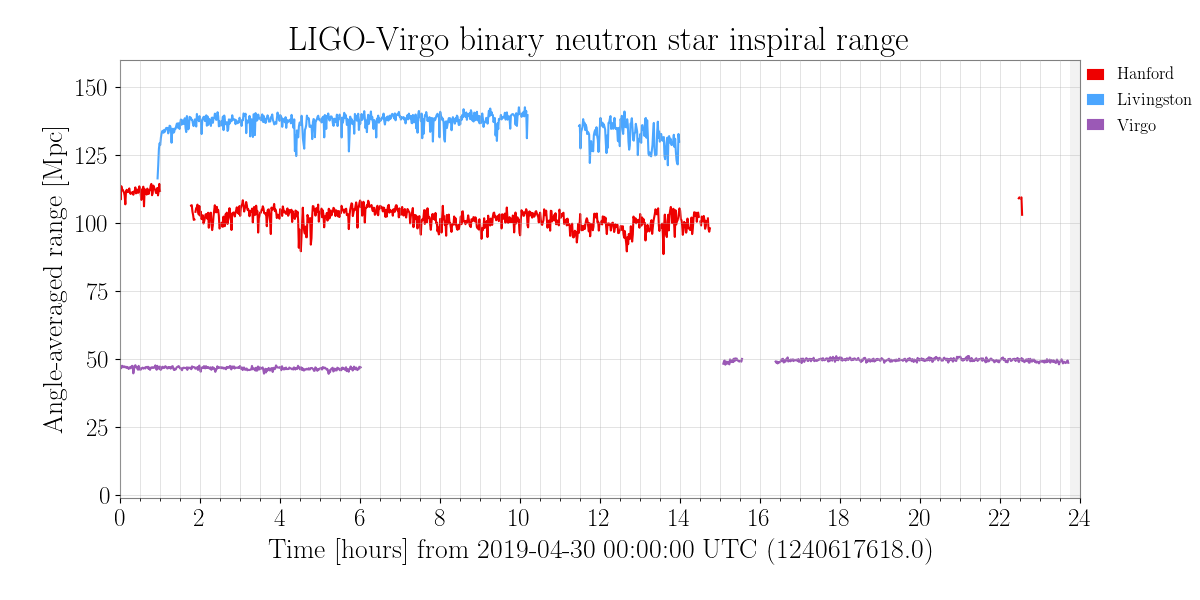 LIGO-Virgo binary neutron star inspiral range
Angle-averaged range [Mpc]
150
125
100
75
50
25
0
0 2 4 6 8 10 12 14 16 18 20 22 24
Time [hours] from 2019-04-30 00:00:00 UTC (1240617618.0)
Hanford
Livingston
Virgo